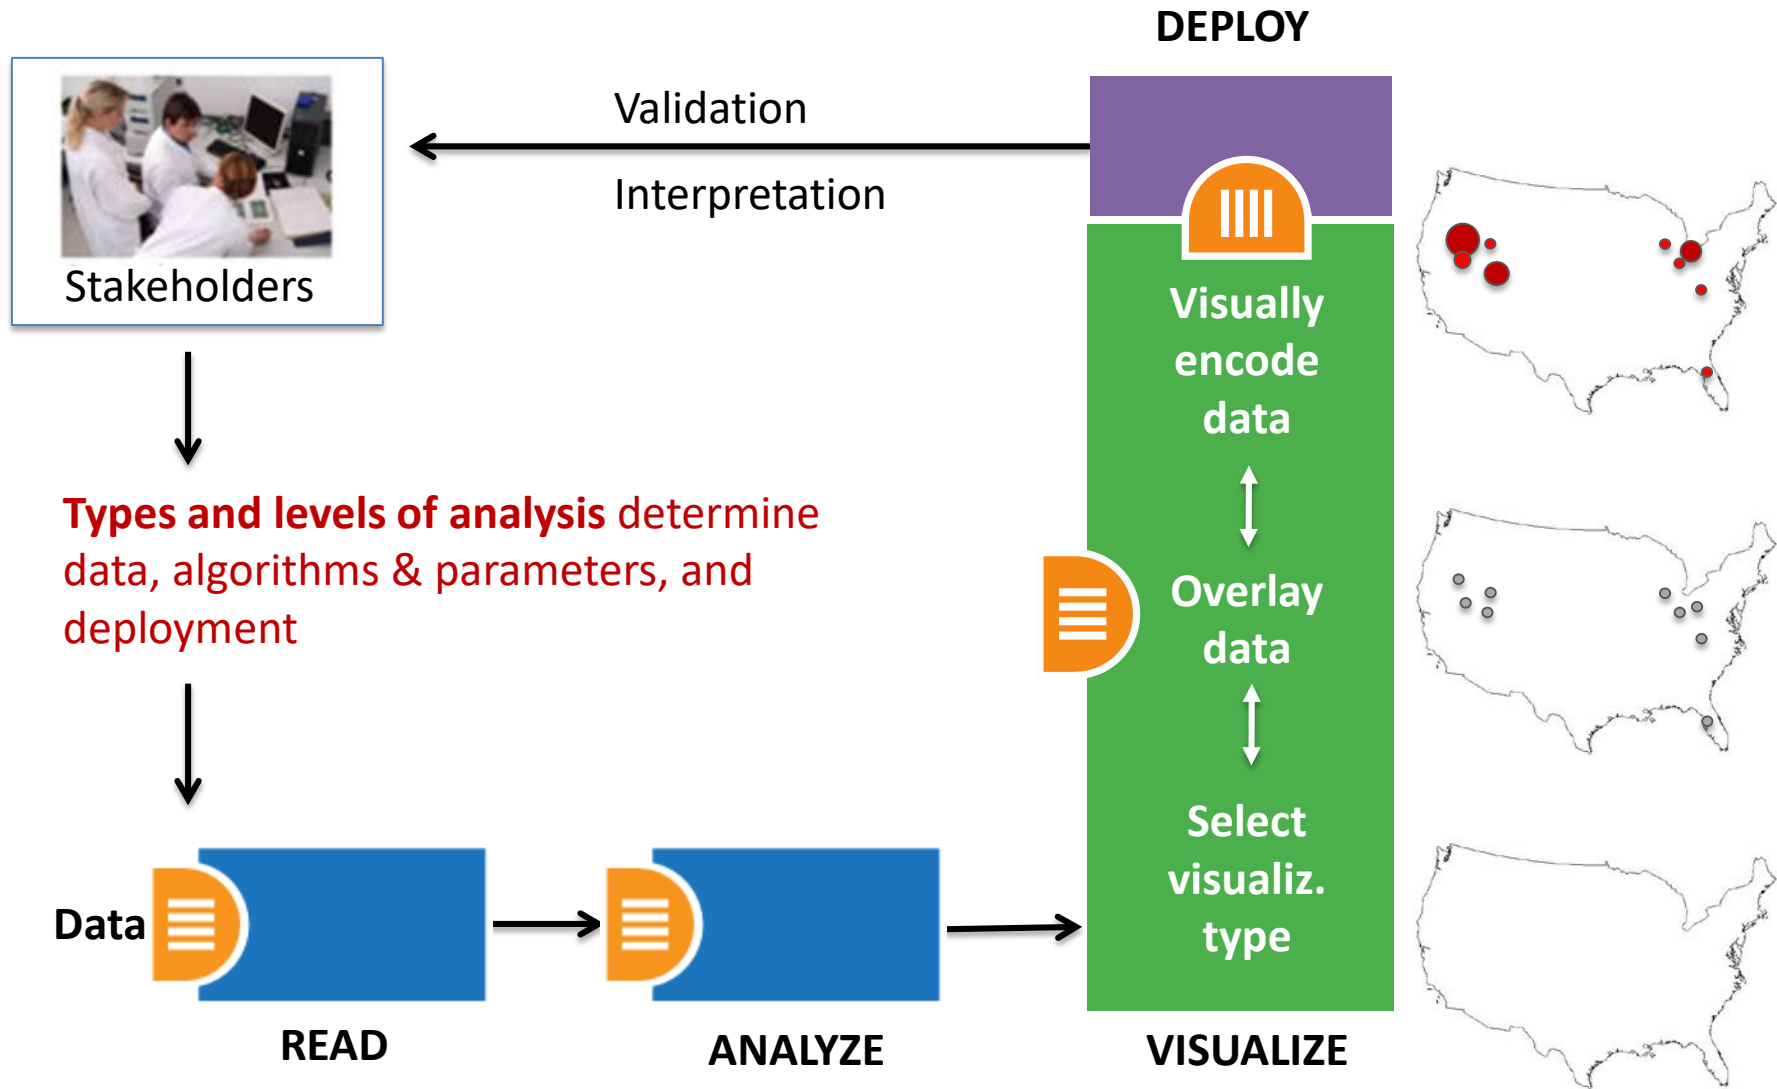 DEPLOY
Validation
Interpretation
Stakeholders
Visually
encode
data
Types and levels of analysis determine
data, algorithms & parameters, and
deployment
Overlay
data
Select
visualiz.
type
Data
READ
ANALYZE
VISUALIZE